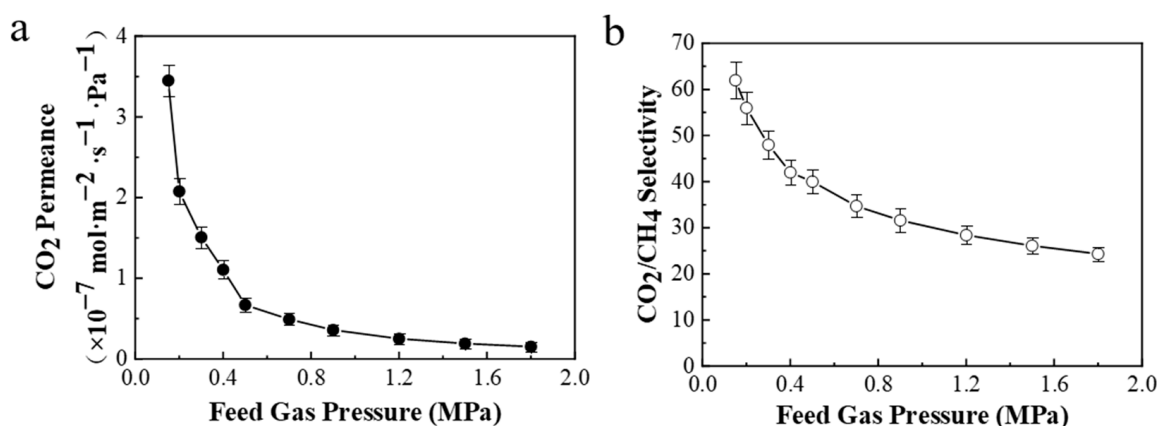 a
CO₂ Permeance
(×10⁻⁷ mol·m⁻²·s⁻¹·Pa⁻¹)
4
3
2
1
0
0.0 0.4 0.8 1.2 1.6 2.0
Feed Gas Pressure (MPa)
b
CO₂/CH₄ Selectivity
70
60
50
40
30
20
10
0
0.0 0.4 0.8 1.2 1.6 2.0
Feed Gas Pressure (MPa)